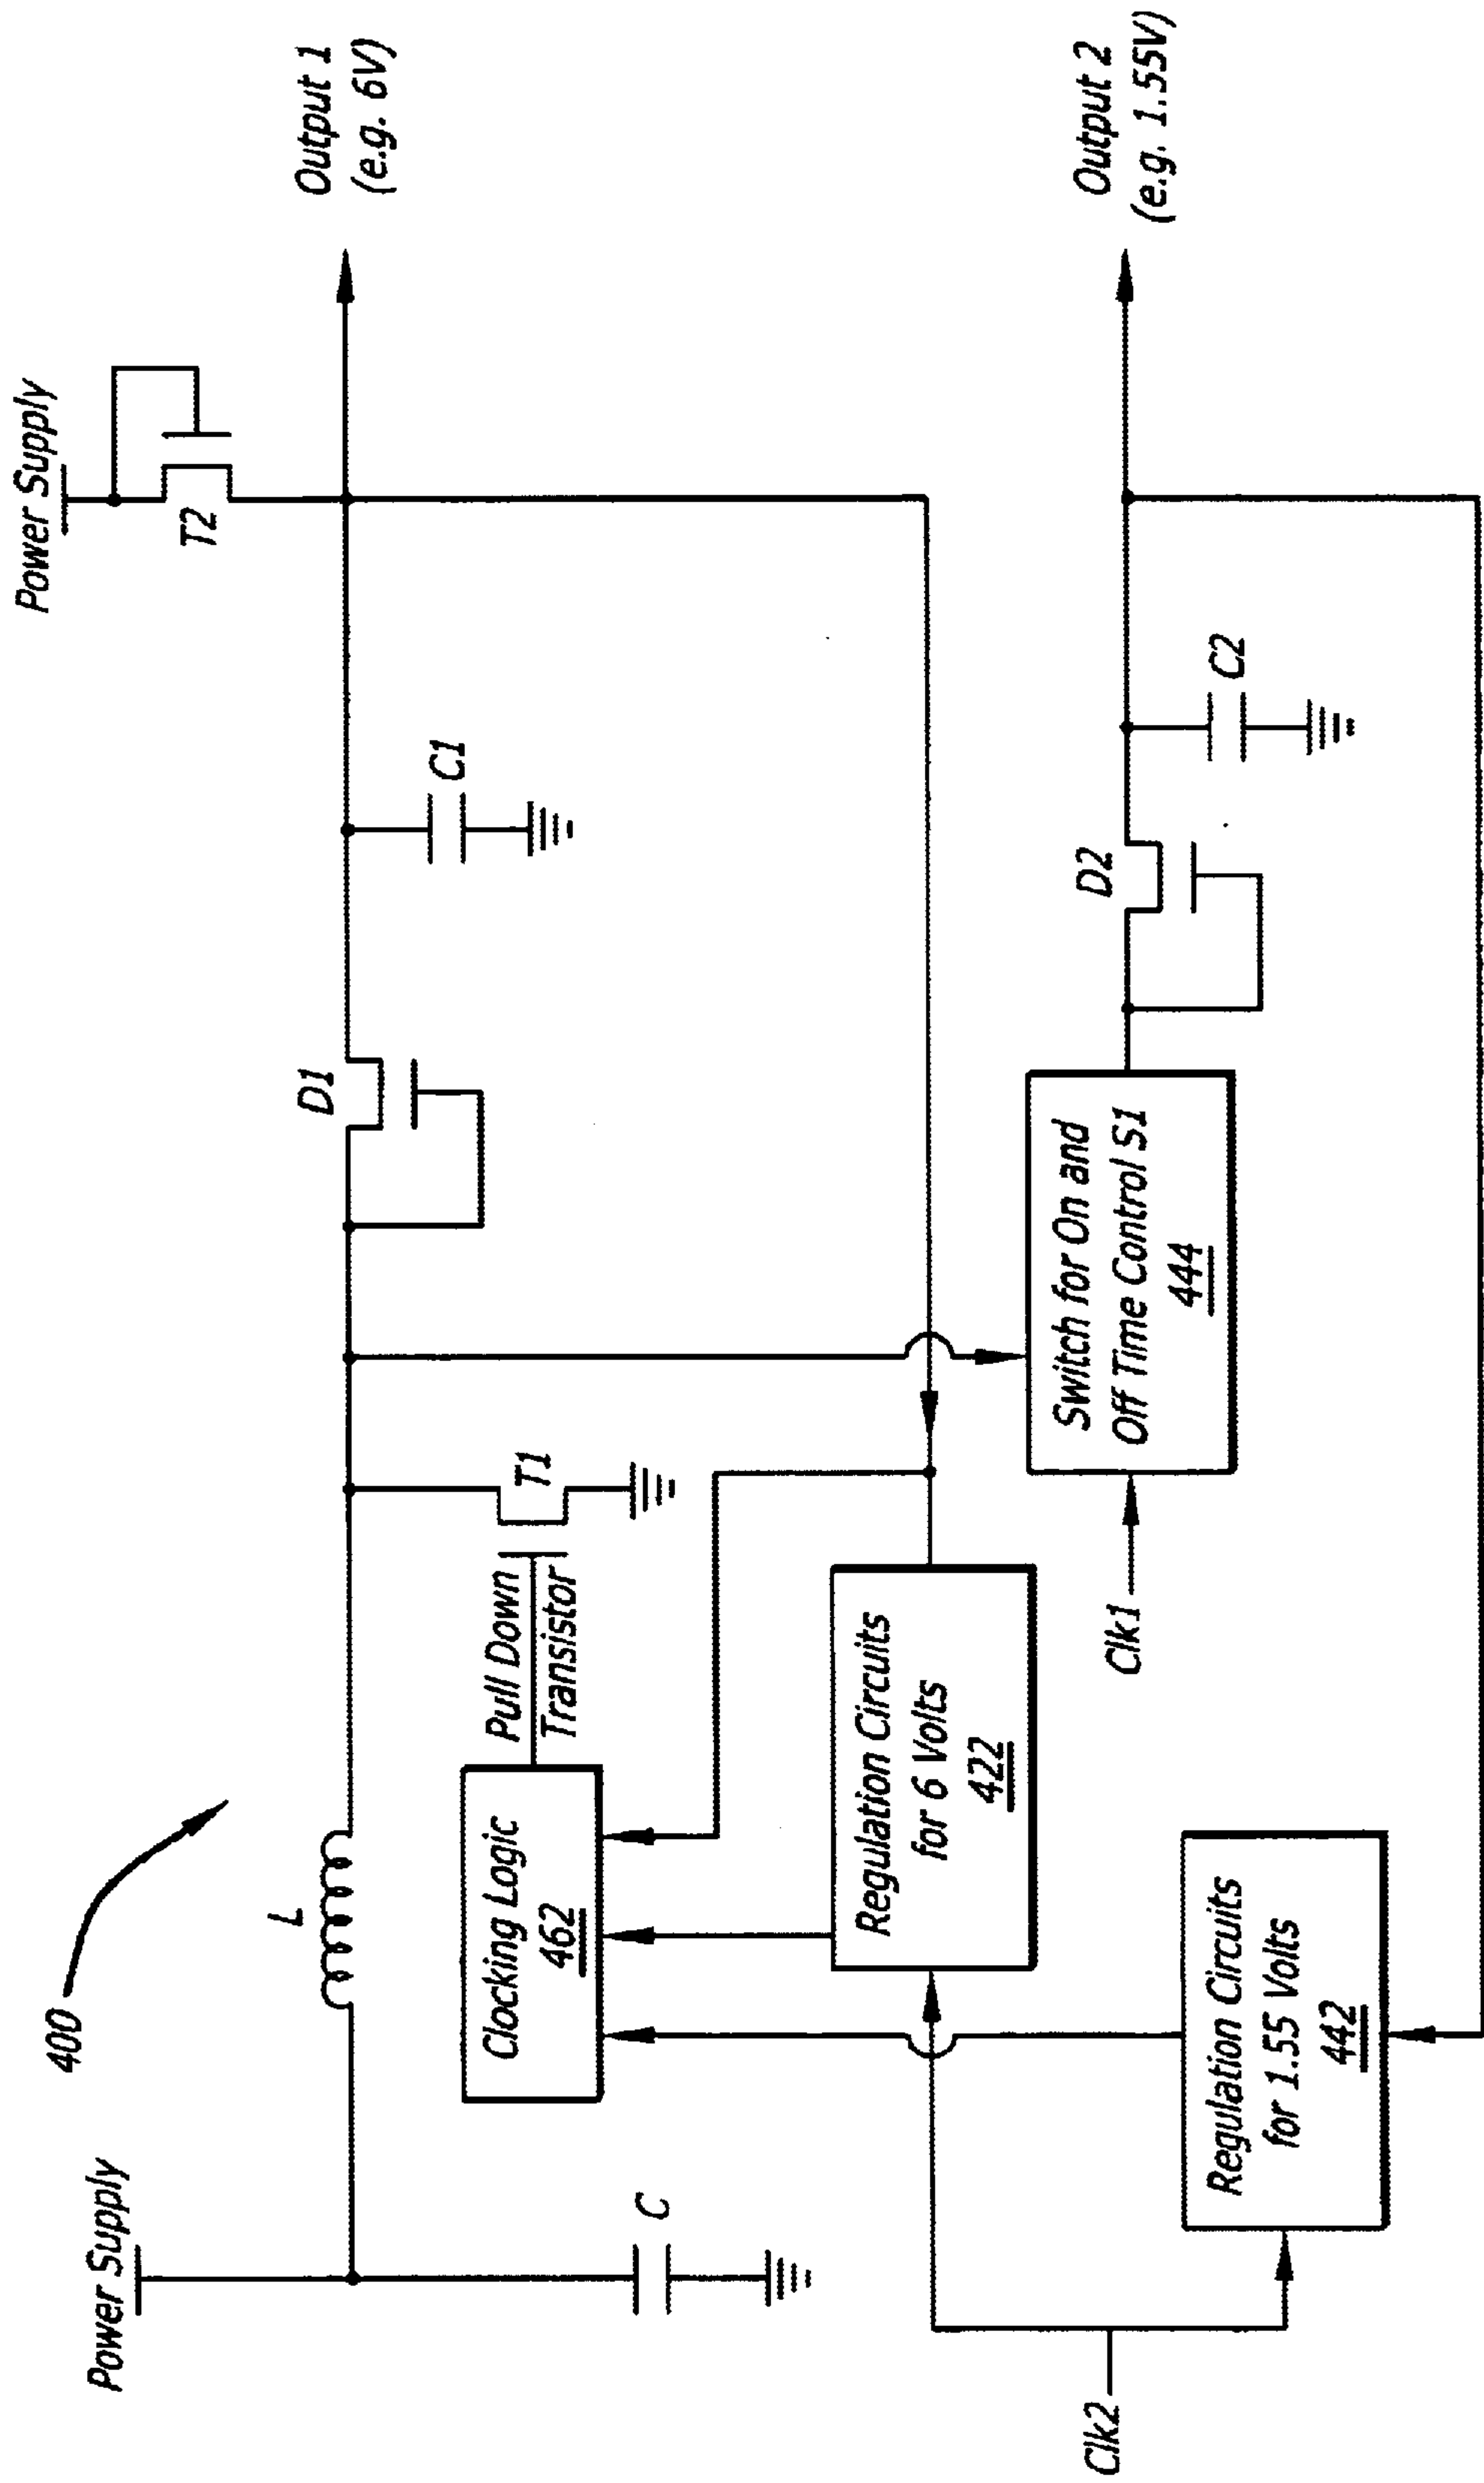 Power Supply
Output 1
(e.g. 6V)
T2
400
L
D1
C1
Power Supply
C
Clocking Logic
462
Pull Down
Transistor
T1
Regulation Circuits
for 6 Volts
422
Switch for On and
Off Time Control S1
444
D2
C2
Output 2
(e.g. 1.55V)
Clk1
Clk2
Regulation Circuits
for 1.55 Volts
442